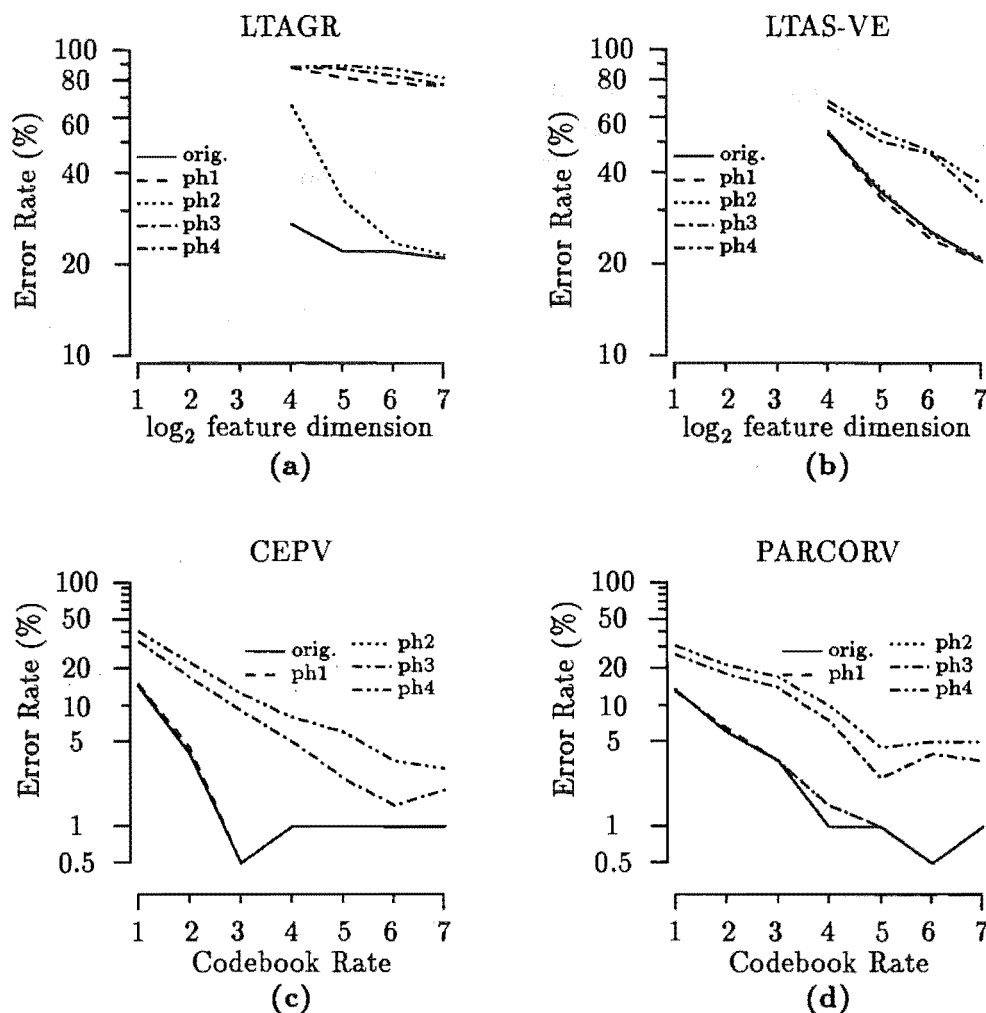 LTAGR
100
80
60
40
20
10
Error Rate (%)
orig.
ph1
ph2
ph3
ph4
1 2 3 4 5 6 7
log₂ feature dimension
(a)
LTAS-VE
100
80
60
40
20
10
Error Rate (%)
orig.
ph1
ph2
ph3
ph4
1 2 3 4 5 6 7
log₂ feature dimension
(b)
CEPV
100
50
20
10
5
1
0.5
Error Rate (%)
orig.
ph1
ph2
ph3
ph4
1 2 3 4 5 6 7
Codebook Rate
(c)
PARCORV
100
50
20
10
5
1
0.5
Error Rate (%)
orig.
ph1
ph2
ph3
ph4
1 2 3 4 5 6 7
Codebook Rate
(d)